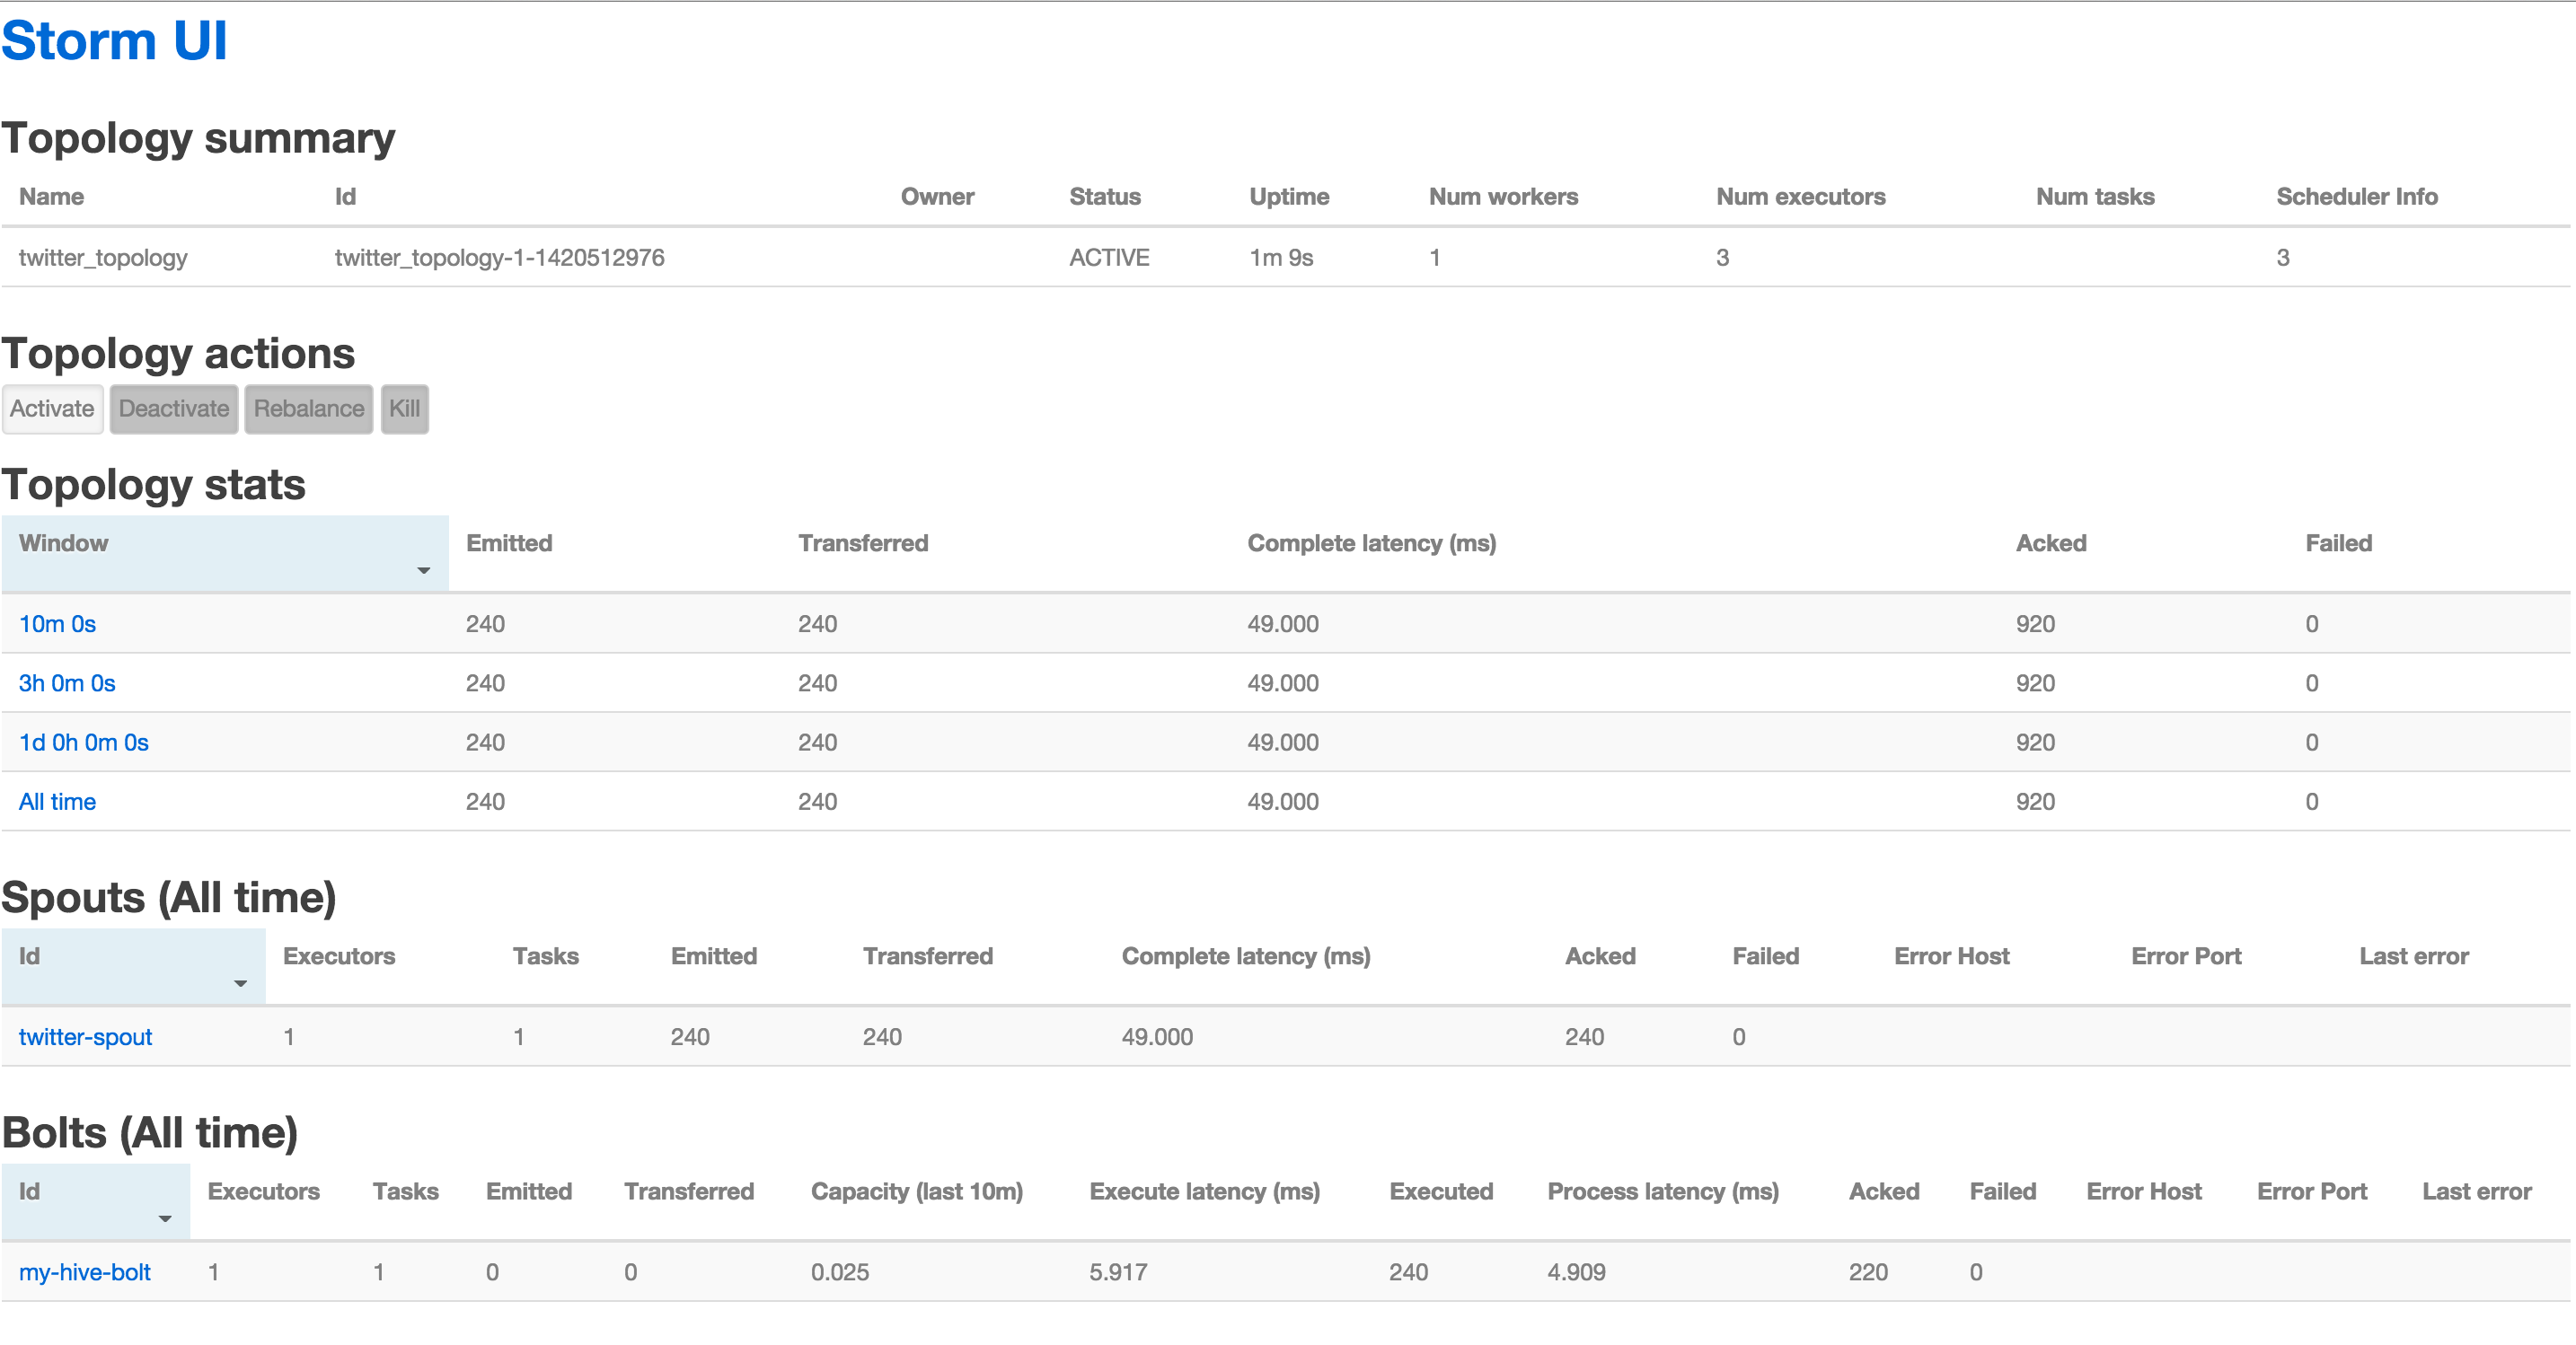 Storm UI
Topology summary
Name Id Owner Status Uptime Num workers Num executors Num tasks Scheduler Info
twitter_topology twitter_topology-1-1420512976 ACTIVE 1m 9s 1 3 3
Topology actions
Activate Deactivate Rebalance Kill
Topology stats
Window Emitted Transferred Complete latency (ms) Acked Failed
10m 0s 240 240 49.000 920 0
3h 0m 0s 240 240 49.000 920 0
1d 0h 0m 0s 240 240 49.000 920 0
All time 240 240 49.000 920 0
Spouts (All time)
Id Executors Tasks Emitted Transferred Complete latency (ms) Acked Failed Error Host Error Port Last error
twitter-spout 1 1 240 240 49.000 240 0
Bolts (All time)
Id Executors Tasks Emitted Transferred Capacity (last 10m) Execute latency (ms) Executed Process latency (ms) Acked Failed Error Host Error Port Last error
my-hive-bolt 1 1 0 0 0.025 5.917 240 4.909 220 0